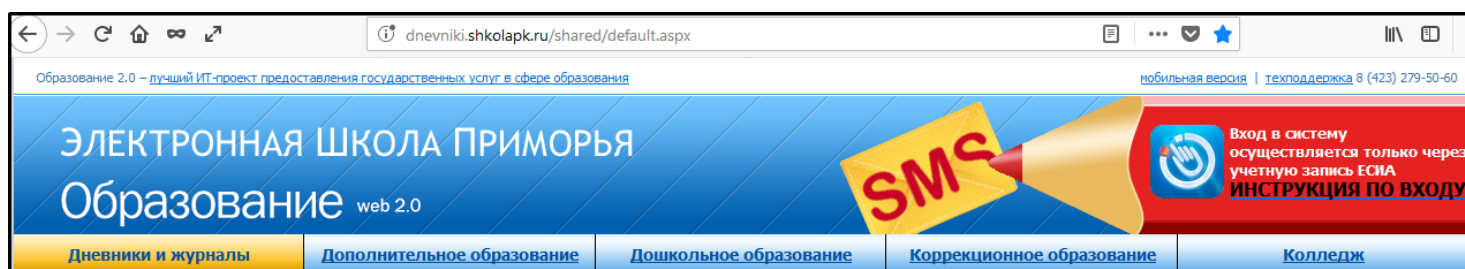 dnevniki.shkolapk.ru/shared/default.aspx
Образование 2.0 – лучший ИТ-проект предоставления государственных услуг в сфере образования
мобильная версия | техподдержка 8 (423) 279-50-60
ЭЛЕКТРОННАЯ ШКОЛА ПРИМОРЬЯ
Образование web 2.0
SMS
Вход в систему
осуществляется только через
учетную запись ЕСИА
ИНСТРУКЦИЯ ПО ВХОДУ
Дневники и журналы
Дополнительное образование
Дошкольное образование
Коррекционное образование
Колледж